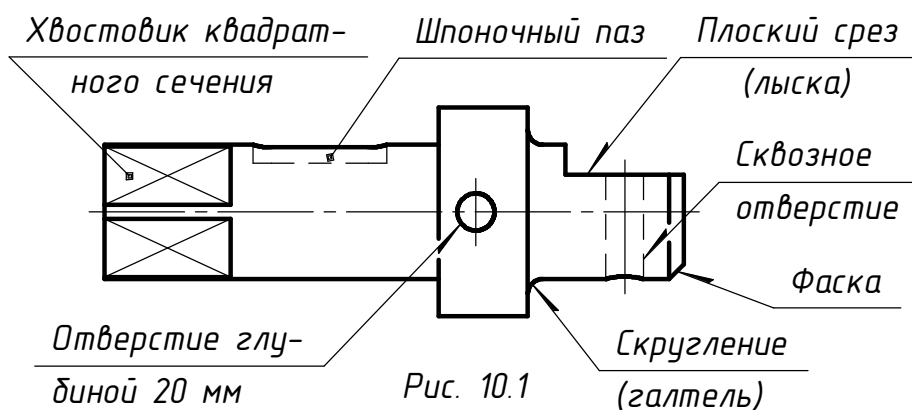 Хвостовик квадрат-
ного сечения
Шпоночный паз
Плоский срез
(лыска)
Сквозное
отверстие
Фаска
Отверстие глу-
биной 20 мм
Рис. 10.1
Скругление
(галтель)